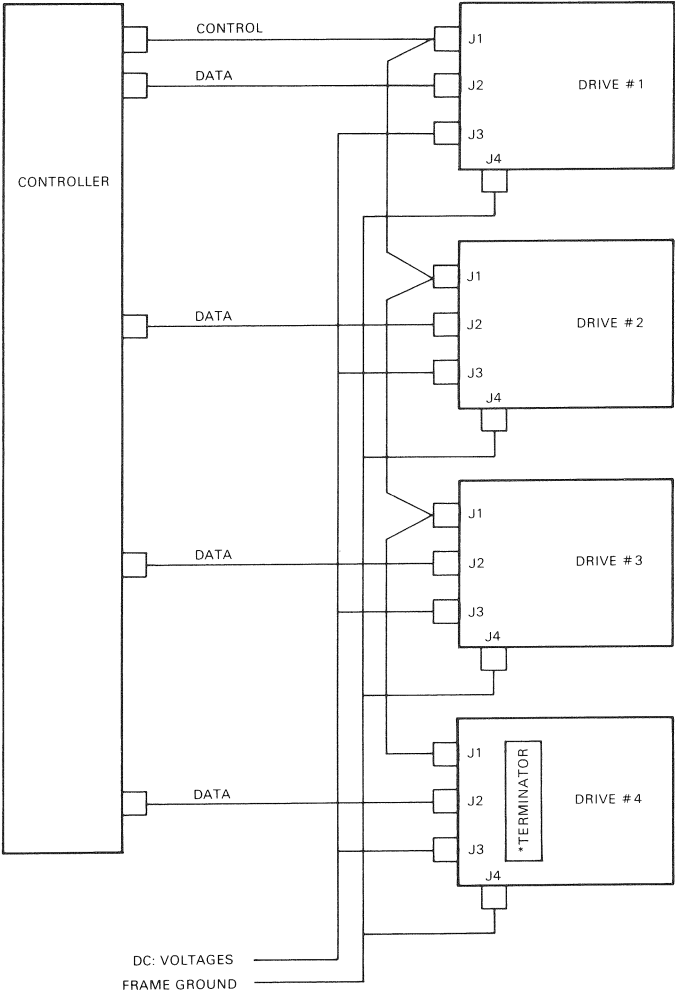 CONTROL
J1
DATA
J2
DRIVE #1
J3
J4
CONTROLLER
J1
DATA
J2
DRIVE #2
J3
J4
J1
DATA
J2
DRIVE #3
J3
J4
J1
*TERMINATOR
DATA
J2
DRIVE #4
J3
J4
DC: VOLTAGES
FRAME GROUND